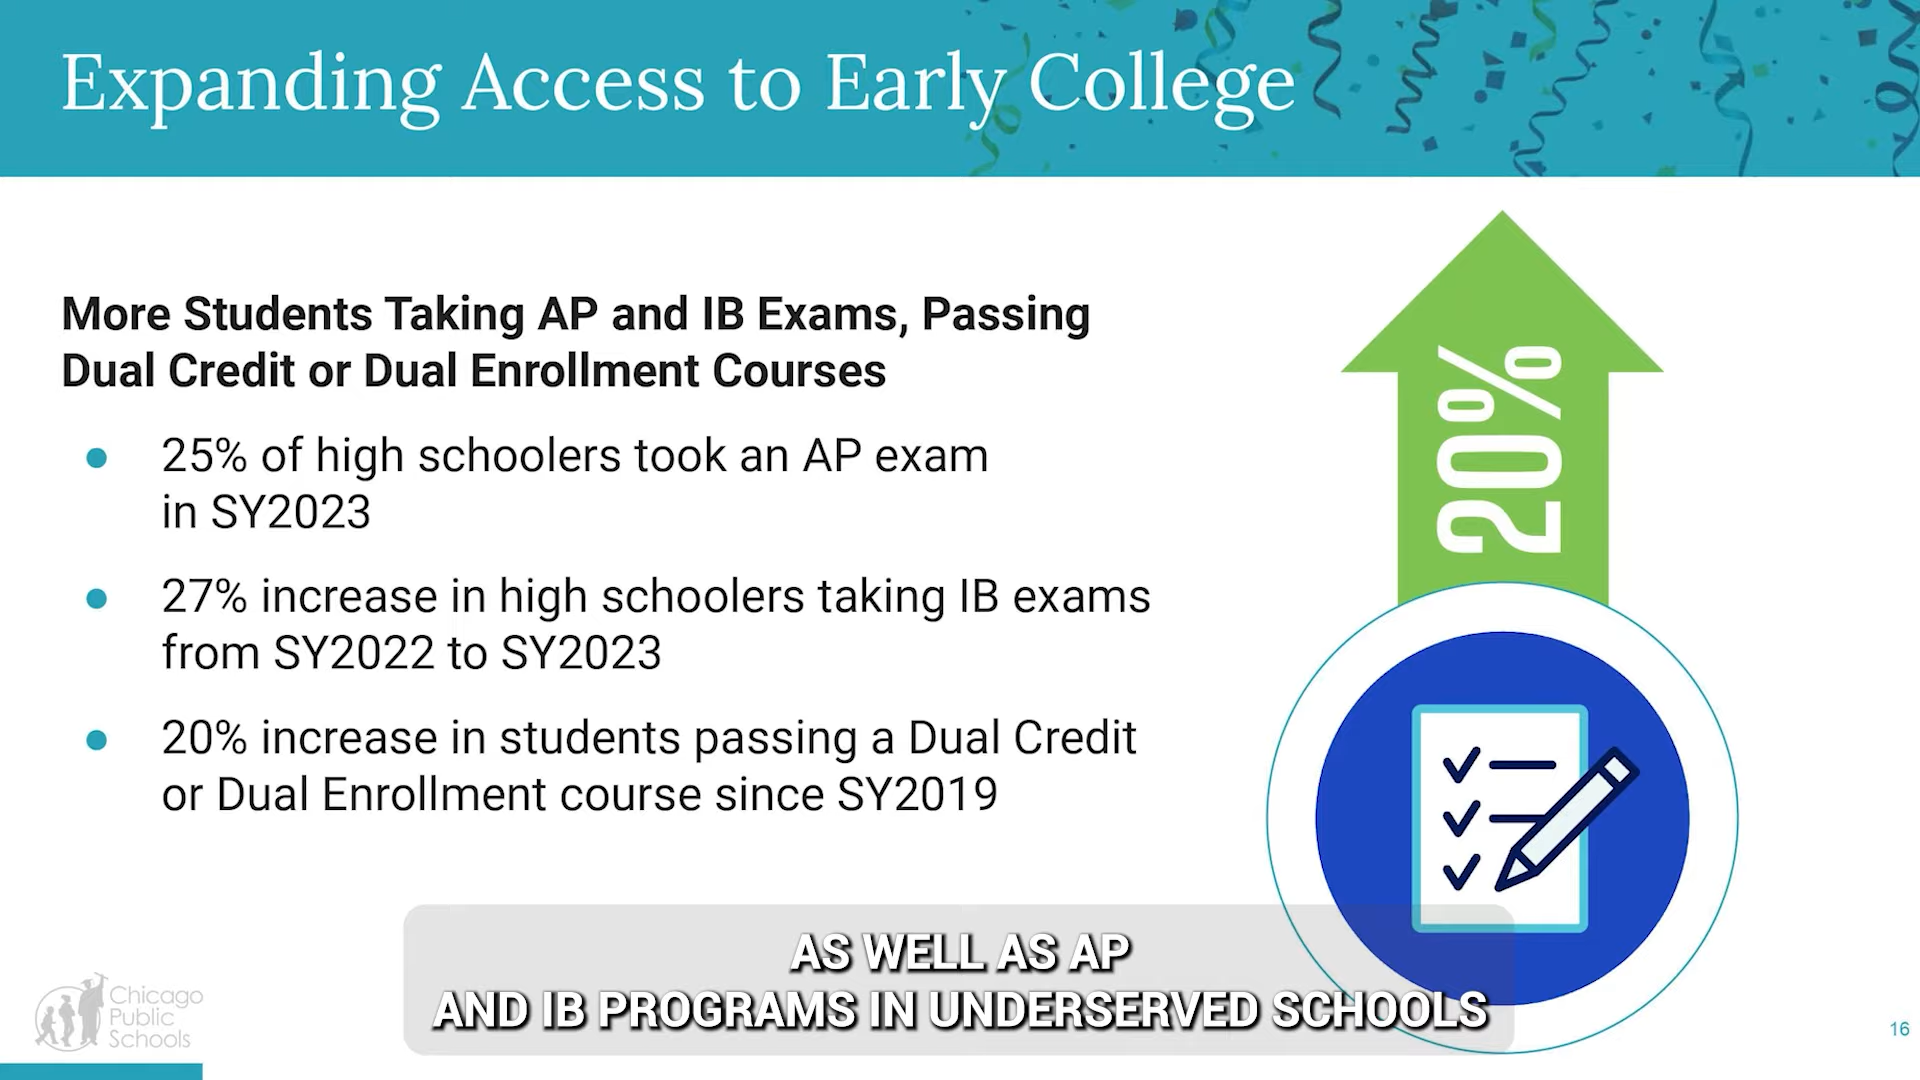 Expanding Access to Early College
More Students Taking AP and IB Exams, Passing
Dual Credit or Dual Enrollment Courses
● 25% of high schoolers took an AP exam
in SY2023
● 27% increase in high schoolers taking IB exams
from SY2022 to SY2023
● 20% increase in students passing a Dual Credit
or Dual Enrollment course since SY2019
20%
AS WELL AS AP
AND IB PROGRAMS IN UNDERSERVED SCHOOLS
Chicago
Public
Schools
16